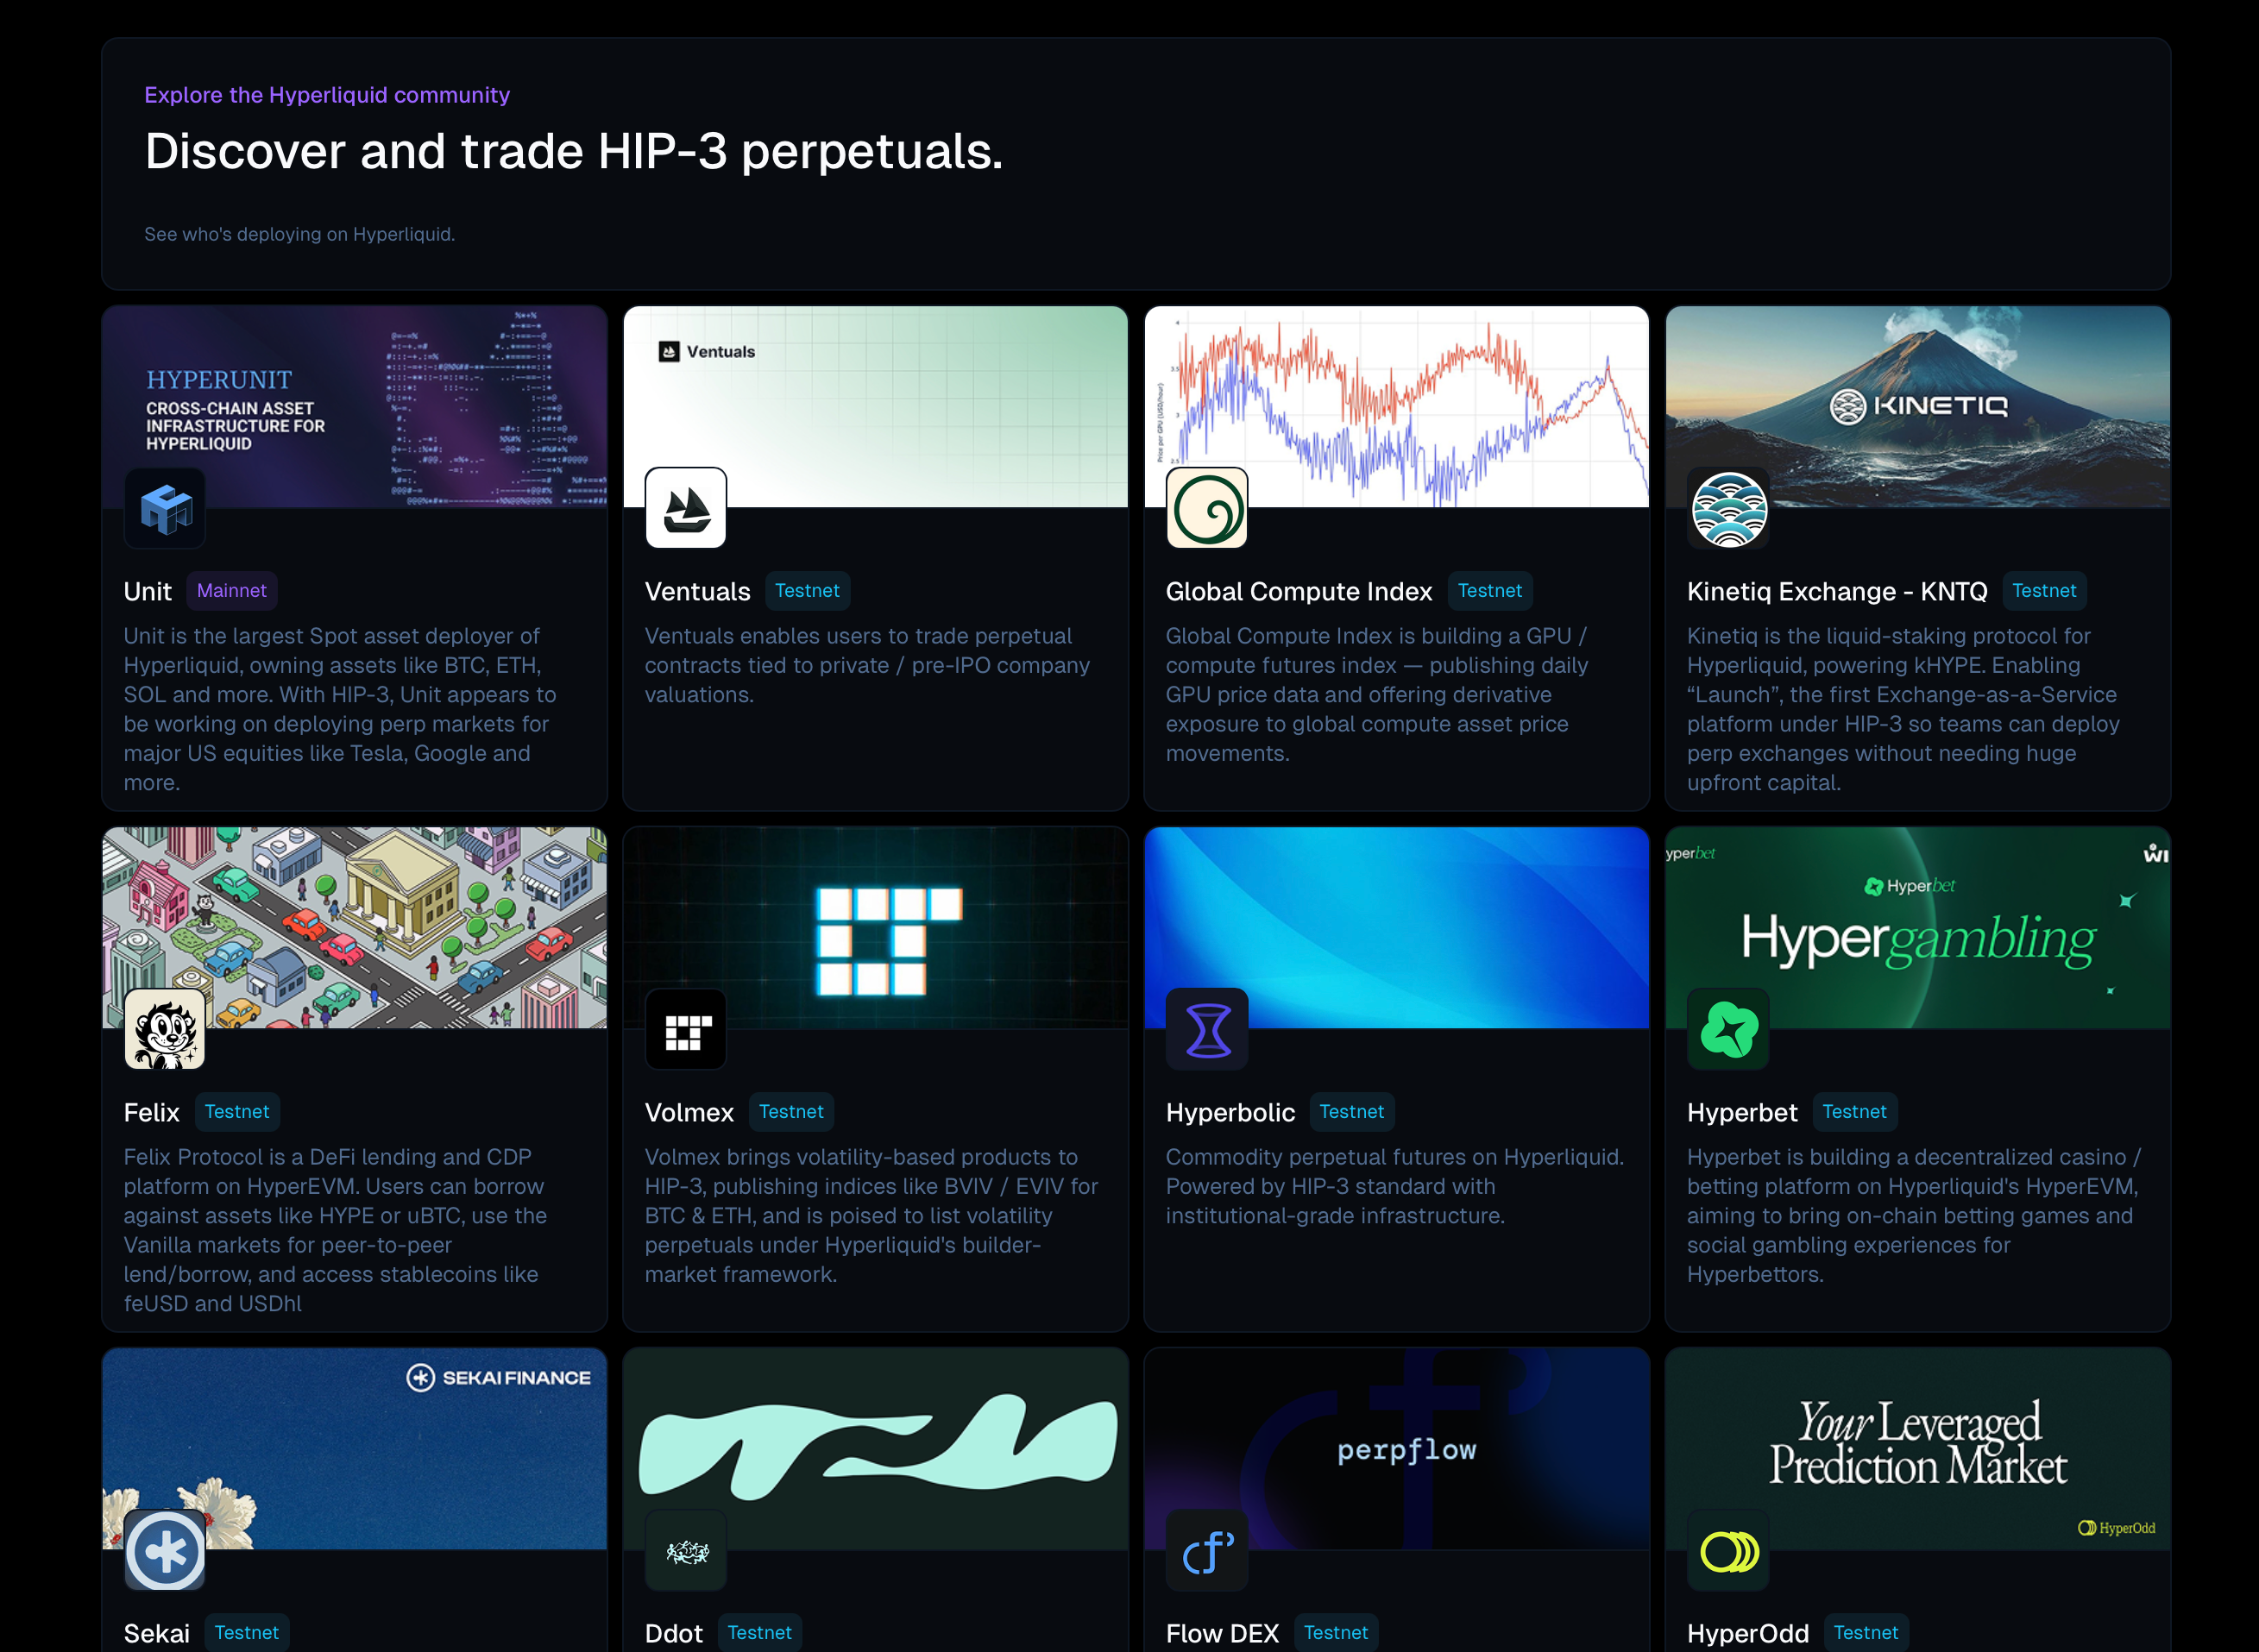 Explore the Hyperliquid community
Discover and trade HIP-3 perpetuals.
See who's deploying on Hyperliquid.
HYPERUNIT
CROSS-CHAIN ASSET
INFRASTRUCTURE FOR
HYPERLIQUID
Unit Mainnet
Unit is the largest Spot asset deployer of
Hyperliquid, owning assets like BTC, ETH,
SOL and more. With HIP-3, Unit appears to
be working on deploying perp markets for
major US equities like Tesla, Google and
more.
Ventuals
Ventuals Testnet
Ventuals enables users to trade perpetual
contracts tied to private / pre-IPO company
valuations.
4
3.5
3
2.5
Price per GPU (USD/hour)
Global Compute Index Testnet
Global Compute Index is building a GPU /
compute futures index — publishing daily
GPU price data and offering derivative
exposure to global compute asset price
movements.
KINETIQ
Kinetiq Exchange - KNTQ Testnet
Kinetiq is the liquid-staking protocol for
Hyperliquid, powering kHYPE. Enabling
“Launch”, the first Exchange-as-a-Service
platform under HIP-3 so teams can deploy
perp exchanges without needing huge
upfront capital.
Felix Testnet
Felix Protocol is a DeFi lending and CDP
platform on HyperEVM. Users can borrow
against assets like HYPE or uBTC, use the
Vanilla markets for peer-to-peer
lend/borrow, and access stablecoins like
feUSD and USDhl
Volmex Testnet
Volmex brings volatility-based products to
HIP-3, publishing indices like BVIV / EVIV for
BTC & ETH, and is poised to list volatility
perpetuals under Hyperliquid's builder-
market framework.
Hyperbolic Testnet
Commodity perpetual futures on Hyperliquid.
Powered by HIP-3 standard with
institutional-grade infrastructure.
yperbet
WI
Hyperbet
Hypergambling
Hyperbet Testnet
Hyperbet is building a decentralized casino /
betting platform on Hyperliquid's HyperEVM,
aiming to bring on-chain betting games and
social gambling experiences for
Hyperbettors.
SEKAI FINANCE
Sekai Testnet
Ddot Testnet
perpflow
Flow DEX Testnet
Your Leveraged
Prediction Market
HyperOdd
HyperOdd Testnet